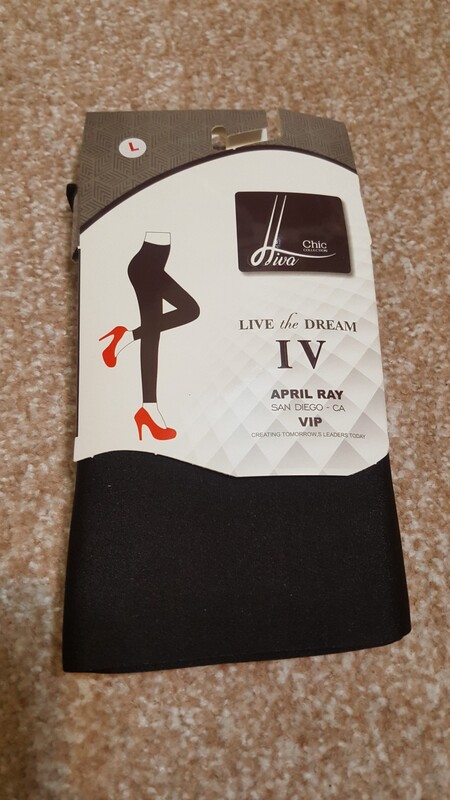 L
Hiva
Chic
COLLECTION
LIVE the DREAM
IV
APRIL RAY
SAN DIEGO - CA
VIP
CREATING TOMORROW,S LEADERS TODAY